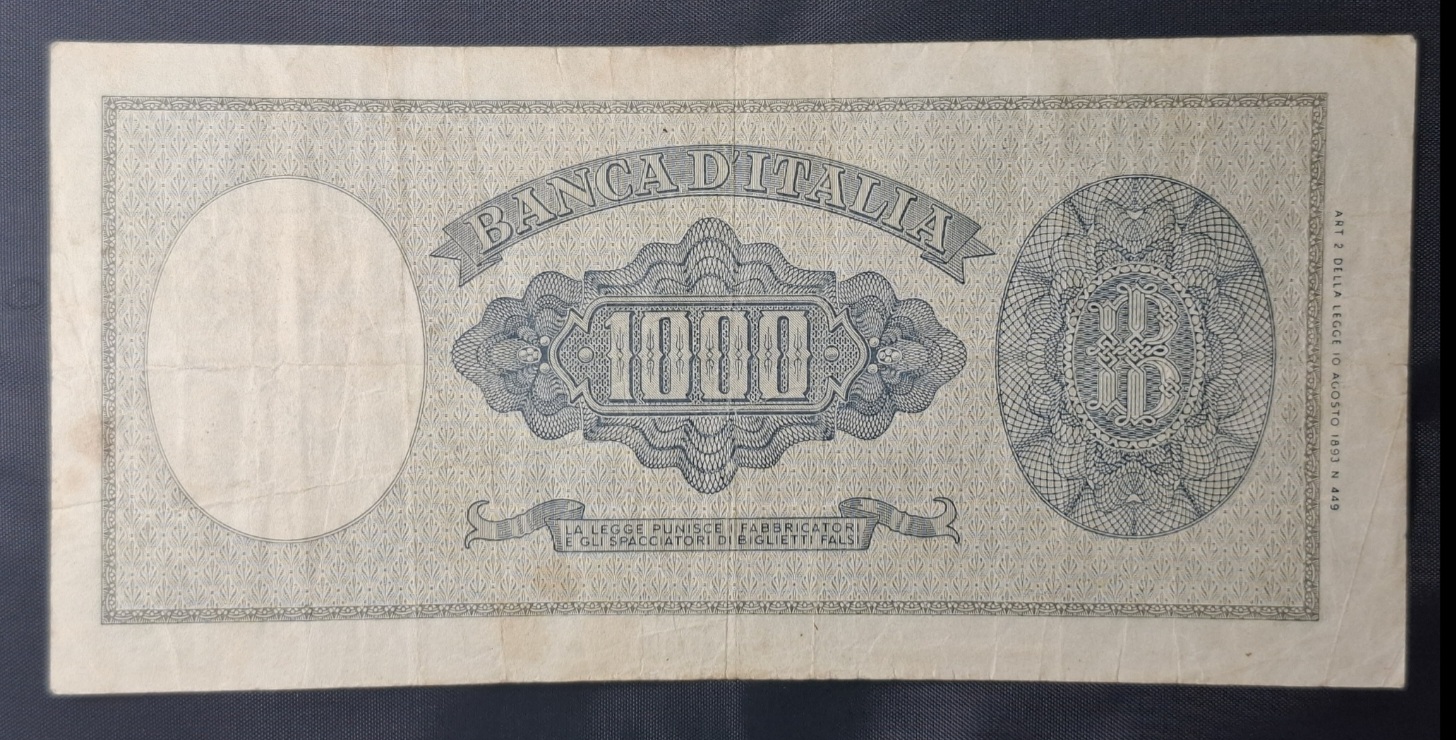 BANCA D'ITALIA
1000
LA LEGGE PUNISCE I FABBRICATORI
E GLI SPACCIATORI DI BIGLIETTI FALSI
ART 2 DELLA LEGGE 10 AGOSTO 1893 N 449